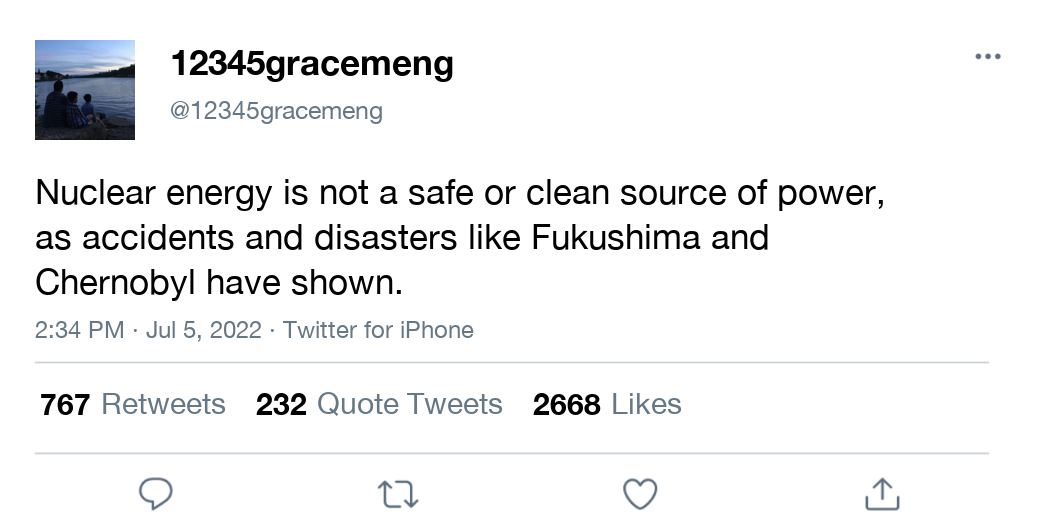 12345gracemeng
@12345gracemeng
Nuclear energy is not a safe or clean source of power,
as accidents and disasters like Fukushima and
Chernobyl have shown.
2:34 PM · Jul 5, 2022 · Twitter for iPhone
767 Retweets 232 Quote Tweets 2668 Likes